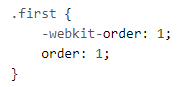 .first {
    -webkit-order: 1;
    order: 1;
}